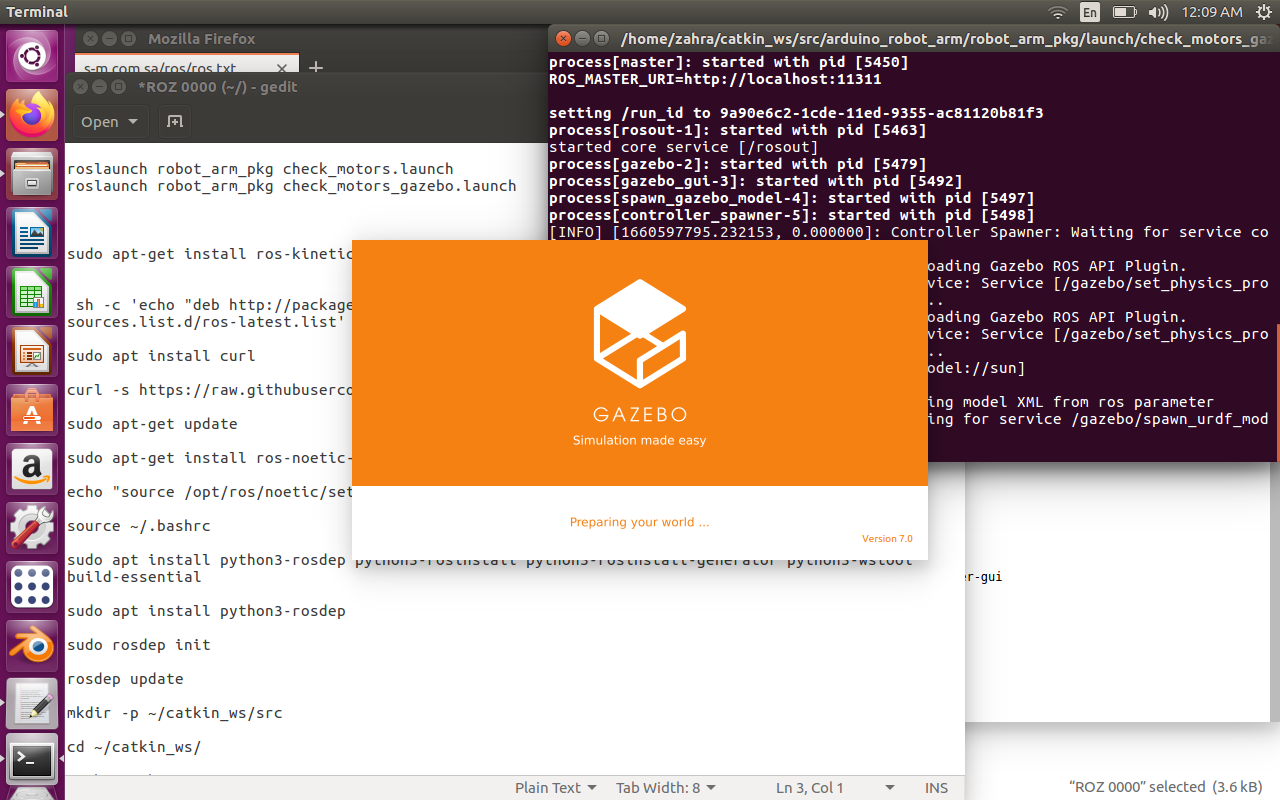 Terminal
En
12:09 AM
Mozilla Firefox
s-m.com.sa/ros/ros.txt
*ROZ 0000 (~/) - gedit
Open
roslaunch robot_arm_pkg check_motors.launch
roslaunch robot_arm_pkg check_motors_gazebo.launch
sudo apt-get install ros-kinetic
sh -c 'echo "deb http://package
sources.list.d/ros-latest.list'
sudo apt install curl
curl -s https://raw.githubuserco
sudo apt-get update
sudo apt-get install ros-noetic-
echo "source /opt/ros/noetic/set
source ~/.bashrc
sudo apt install python3-rosdep python3-rosinstall python3-rosinstall-generator python3-wstool
build-essential
sudo apt install python3-rosdep
sudo rosdep init
rosdep update
mkdir -p ~/catkin_ws/src
cd ~/catkin_ws/
Plain Text
Tab Width: 8
Ln 3, Col 1
INS
/home/zahra/catkin_ws/src/arduino_robot_arm/robot_arm_pkg/launch/check_motors_gaz
process[master]: started with pid [5450]
ROS_MASTER_URI=http://localhost:11311
setting /run_id to 9a90e6c2-1cde-11ed-9355-ac81120b81f3
process[rosout-1]: started with pid [5463]
started core service [/rosout]
process[gazebo-2]: started with pid [5479]
process[gazebo_gui-3]: started with pid [5492]
process[spawn_gazebo_model-4]: started with pid [5497]
process[controller_spawner-5]: started with pid [5498]
[INFO] [1660597795.232153, 0.000000]: Controller Spawner: Waiting for service co
oading Gazebo ROS API Plugin.
vice: Service [/gazebo/set_physics_pro
..
oading Gazebo ROS API Plugin.
vice: Service [/gazebo/set_physics_pro
..
odel://sun]
ing model XML from ros parameter
ing for service /gazebo/spawn_urdf_mod
GAZEBO
Simulation made easy
Preparing your world ...
Version 7.0
er-gui
“ROZ 0000” selected (3.6 kB)